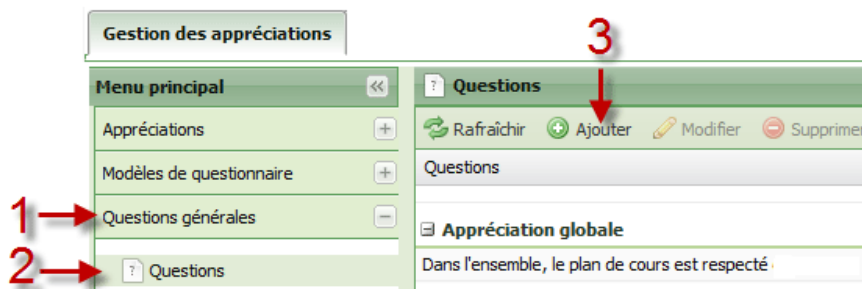 Gestion des appréciations
3
Menu principal
Questions
Appréciations
Rafraîchir Ajouter Modifier Supprimer
Modèles de questionnaire
Questions
1 Questions générales
Appréciation globale
2 Questions
Dans l'ensemble, le plan de cours est respecté